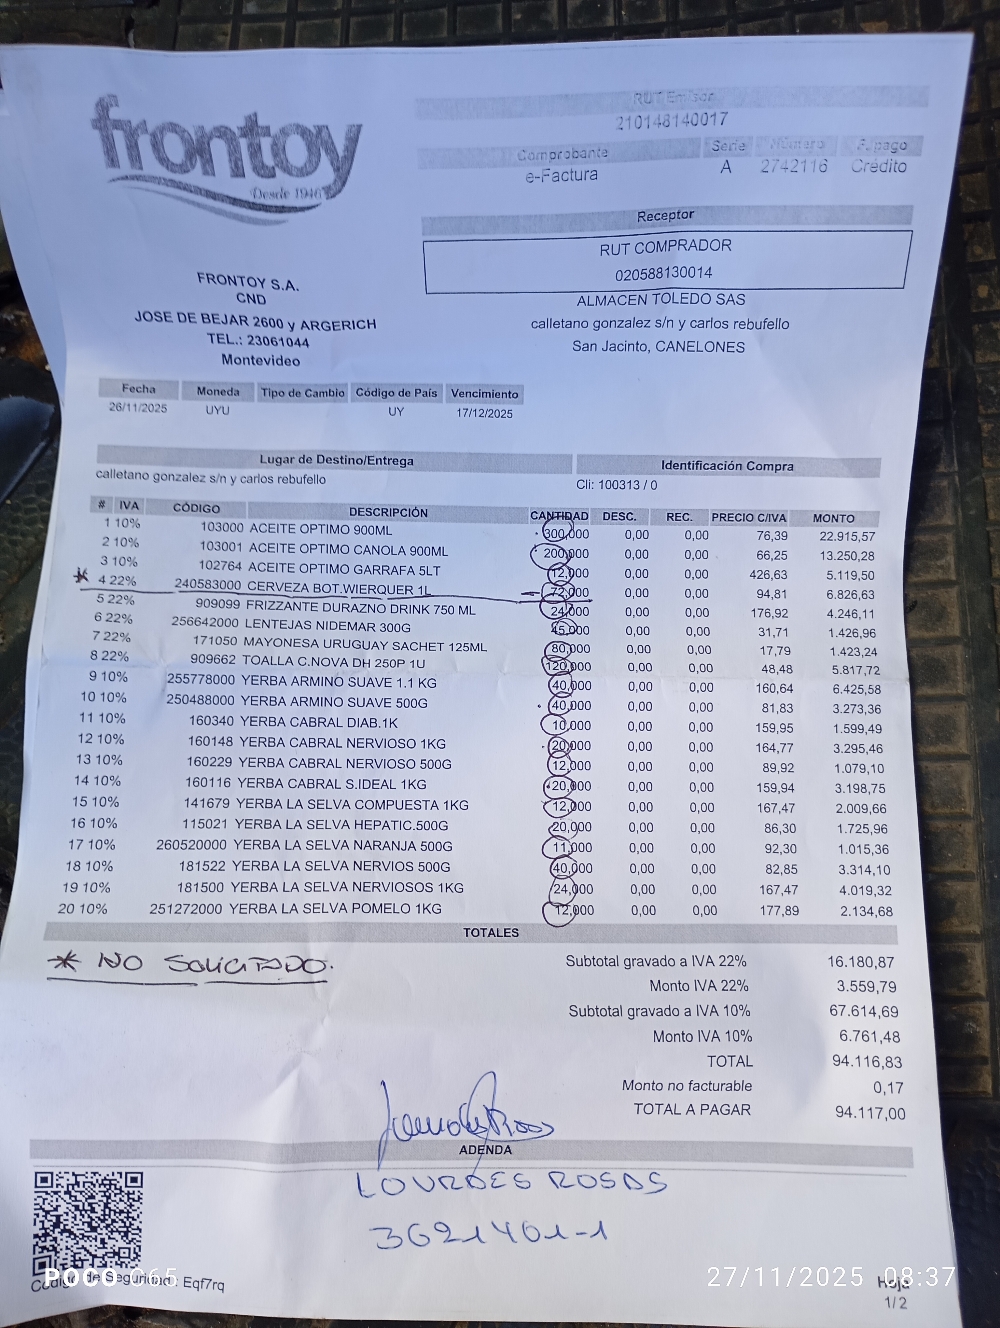 frontoy
Desde 1946
RUT Emisor
210148140017
Comprobante Serie Número F. pago
e-Factura A 2742116 Crédito
Receptor
RUT COMPRADOR
020588130014
FRONTOY S.A.
CND
JOSE DE BEJAR 2600 y ARGERICH
TEL.: 23061044
Montevideo
ALMACEN TOLEDO SAS
calletano gonzalez s/n y carlos rebufello
San Jacinto, CANELONES
Fecha Moneda Tipo de Cambio Código de País Vencimiento
26/11/2025 UYU UY 17/12/2025
Lugar de Destino/Entrega Identificación Compra
calletano gonzalez s/n y carlos rebufello Cli: 100313 / 0
# IVA CÓDIGO DESCRIPCIÓN CANTIDAD DESC. REC. PRECIO C/IVA MONTO
1 10% 103000 ACEITE OPTIMO 900ML 300,000 0,00 0,00 76,39 22.915,57
2 10% 103001 ACEITE OPTIMO CANOLA 900ML 200,000 0,00 0,00 66,25 13.250,28
3 10% 102764 ACEITE OPTIMO GARRAFA 5LT 12,000 0,00 0,00 426,63 5.119,50
* 4 22% 240583000 CERVEZA BOT.WIERQUER 1L 72,000 0,00 0,00 94,81 6.826,63
5 22% 909099 FRIZZANTE DURAZNO DRINK 750 ML 24,000 0,00 0,00 176,92 4.246,11
6 22% 256642000 LENTEJAS NIDEMAR 300G 45,000 0,00 0,00 31,71 1.426,96
7 22% 171050 MAYONESA URUGUAY SACHET 125ML 80,000 0,00 0,00 17,79 1.423,24
8 22% 909662 TOALLA C.NOVA DH 250P 1U 120,000 0,00 0,00 48,48 5.817,72
9 10% 255778000 YERBA ARMINO SUAVE 1.1 KG 40,000 0,00 0,00 160,64 6.425,58
10 10% 250488000 YERBA ARMINO SUAVE 500G 40,000 0,00 0,00 81,83 3.273,36
11 10% 160340 YERBA CABRAL DIAB.1K 10,000 0,00 0,00 159,95 1.599,49
12 10% 160148 YERBA CABRAL NERVIOSO 1KG 20,000 0,00 0,00 164,77 3.295,46
13 10% 160229 YERBA CABRAL NERVIOSO 500G 12,000 0,00 0,00 89,92 1.079,10
14 10% 160116 YERBA CABRAL S.IDEAL 1KG 20,000 0,00 0,00 159,94 3.198,75
15 10% 141679 YERBA LA SELVA COMPUESTA 1KG 12,000 0,00 0,00 167,47 2.009,66
16 10% 115021 YERBA LA SELVA HEPATIC.500G 20,000 0,00 0,00 86,30 1.725,96
17 10% 260520000 YERBA LA SELVA NARANJA 500G 11,000 0,00 0,00 92,30 1.015,36
18 10% 181522 YERBA LA SELVA NERVIOS 500G 40,000 0,00 0,00 82,85 3.314,10
19 10% 181500 YERBA LA SELVA NERVIOSOS 1KG 24,000 0,00 0,00 167,47 4.019,32
20 10% 251272000 YERBA LA SELVA POMELO 1KG 12,000 0,00 0,00 177,89 2.134,68
TOTALES
* NO SOLICITADO.
Subtotal gravado a IVA 22% 16.180,87
Monto IVA 22% 3.559,79
Subtotal gravado a IVA 10% 67.614,69
Monto IVA 10% 6.761,48
TOTAL 94.116,83
Monto no facturable 0,17
TOTAL A PAGAR 94.117,00
ADENDA
LOURDES ROSAS
3621401-1
POCO C65
Código de Seguridad: Eqf7rq
27/11/2025 08:37
Hoja
1/2